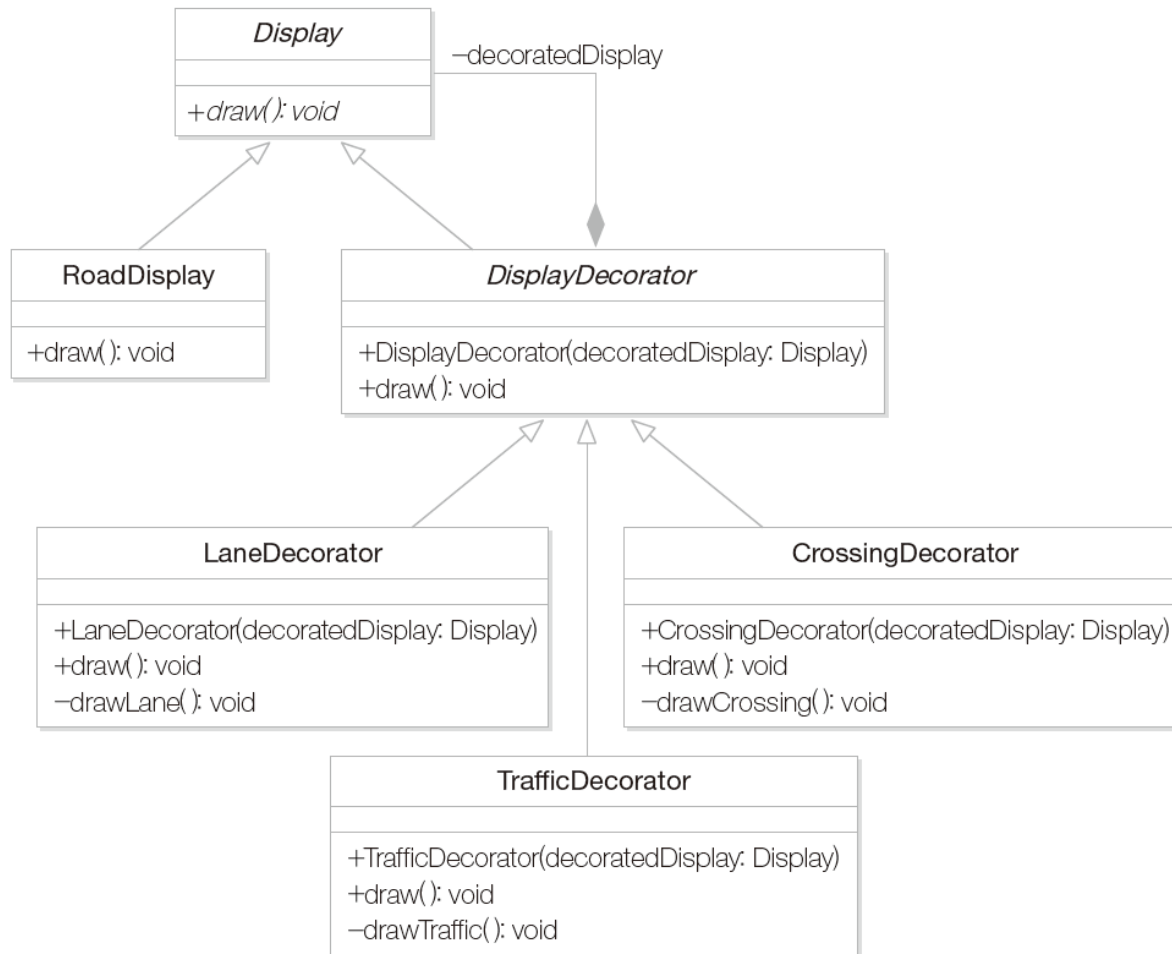 Display
–decoratedDisplay
+draw(): void
RoadDisplay
+draw(): void
DisplayDecorator
+DisplayDecorator(decoratedDisplay: Display)
+draw(): void
LaneDecorator
+LaneDecorator(decoratedDisplay: Display)
+draw(): void
–drawLane(): void
CrossingDecorator
+CrossingDecorator(decoratedDisplay: Display)
+draw(): void
–drawCrossing(): void
TrafficDecorator
+TrafficDecorator(decoratedDisplay: Display)
+draw(): void
–drawTraffic(): void